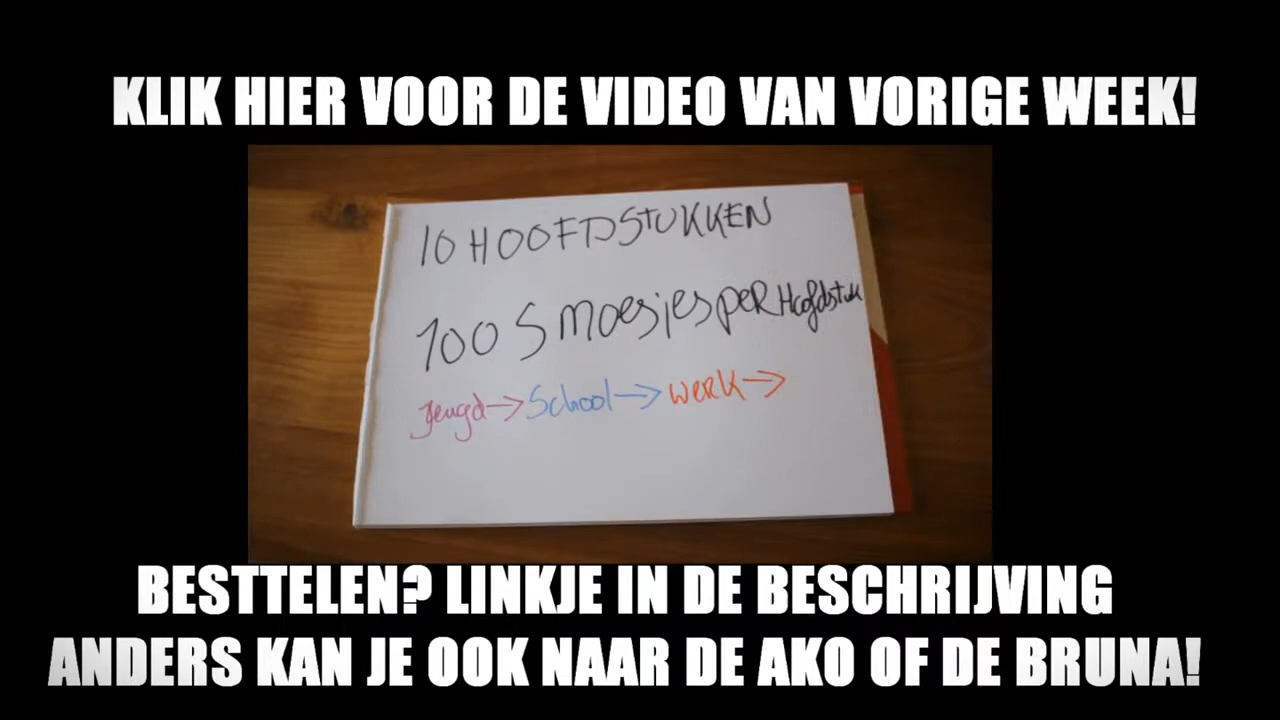 KLIK HIER VOOR DE VIDEO VAN VORIGE WEEK!
10 HOOFDSTUKKEN
100 Smoesjes per Hoofdstuk
Jeugd → School → Werk →
BESTTELEN? LINKJE IN DE BESCHRIJVING
ANDERS KAN JE OOK NAAR DE AKO OF DE BRUNA!